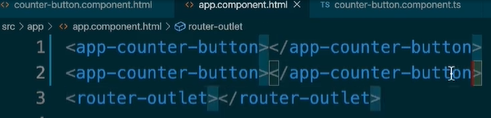 counter-button.component.html app.component.html × counter-button.component.ts
src > app > app.component.html > router-outlet
1 <app-counter-button></app-counter-button>
2 <app-counter-button></app-counter-button>
3 <router-outlet></router-outlet>